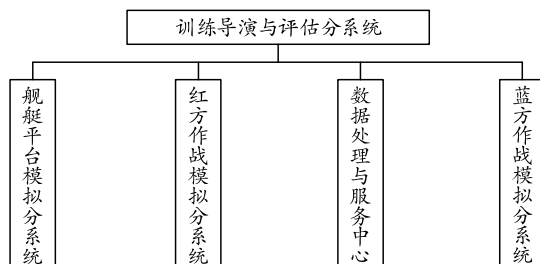 训练导演与评估分系统
舰艇平台模拟分系统
红方作战模拟分系统
数据处理与服务中心
蓝方作战模拟分系统